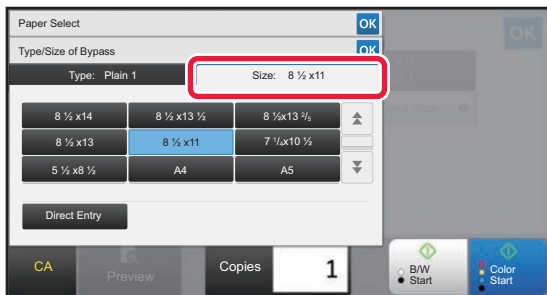 Paper Select OK
OK
Type/Size of Bypass OK
Type: Plain 1 Size: 8 ½ x11
8 ½ x14 8 ½ x13 ½ 8 ½x13 ²/₅
8 ½ x13 8 ½ x11 7 ¹/₄x10 ½
5 ½ x8 ½ A4 A5
Direct Entry
CA Preview Copies 1 B/W Start Color Start